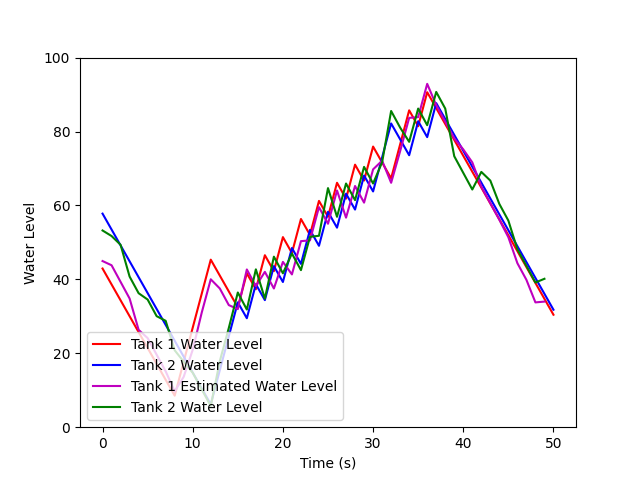 100
80
60
40
20
0
Water Level
Tank 1 Water Level
Tank 2 Water Level
Tank 1 Estimated Water Level
Tank 2 Water Level
0 10 20 30 40 50
Time (s)